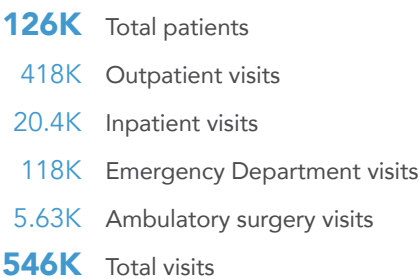 126K Total patients
418K Outpatient visits
20.4K Inpatient visits
118K Emergency Department visits
5.63K Ambulatory surgery visits
546K Total visits